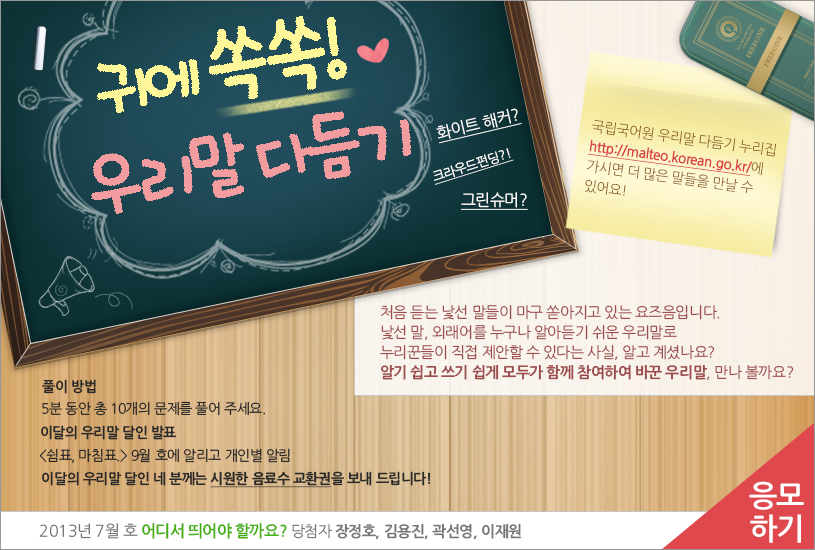 귀에 쏙쏙!
우리말 다듬기
화이트 해커?
크라우드펀딩?!
그린슈머?
국립국어원 우리말 다듬기 누리집
http://malteo.korean.go.kr/에
가시면 더 많은 말들을 만날 수
있어요!
처음 듣는 낯선 말들이 마구 쏟아지고 있는 요즈음입니다.
낯선 말, 외래어를 누구나 알아듣기 쉬운 우리말로
누리꾼들이 직접 제안할 수 있다는 사실, 알고 계셨나요?
알기 쉽고 쓰기 쉽게 모두가 함께 참여하여 바꾼 우리말, 만나 볼까요?
풀이 방법
5분 동안 총 10개의 문제를 풀어 주세요.
이달의 우리말 달인 발표
<쉼표, 마침표.> 9월 호에 알리고 개인별 알림
이달의 우리말 달인 네 분께는 시원한 음료수 교환권을 보내 드립니다!
응모
하기
2013년 7월 호 어디서 띄어야 할까요? 당첨자 장정호, 김용진, 곽선영, 이재원